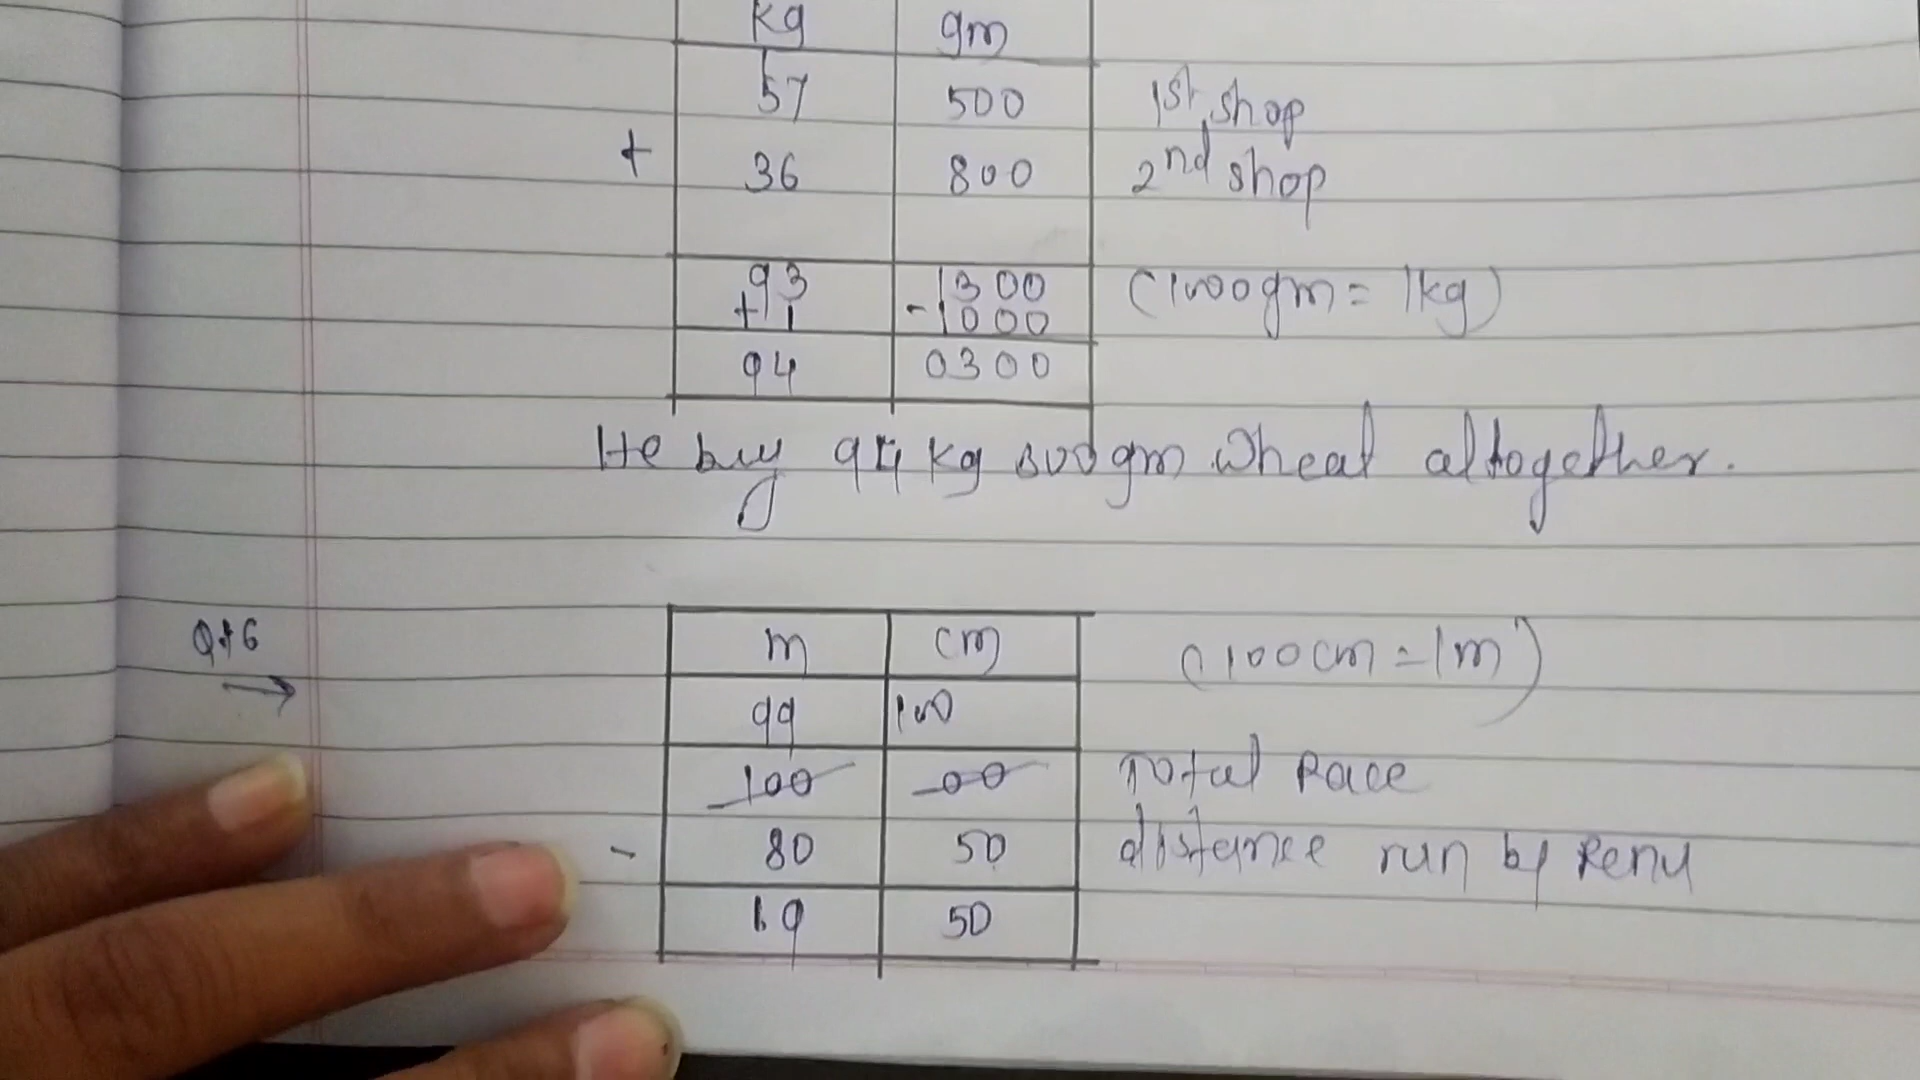 kg gm
57 500 1st shop
+ 36 800 2nd shop
93 1300 (1000gm = 1kg)
+ 1 - 1000
94 0300
He buy 94 kg 300gm wheat altogether.
Q.6 m cm (100cm = 1m)
→ 99 100
100 00 Total Race
- 80 50 distance run by Renu
19 50